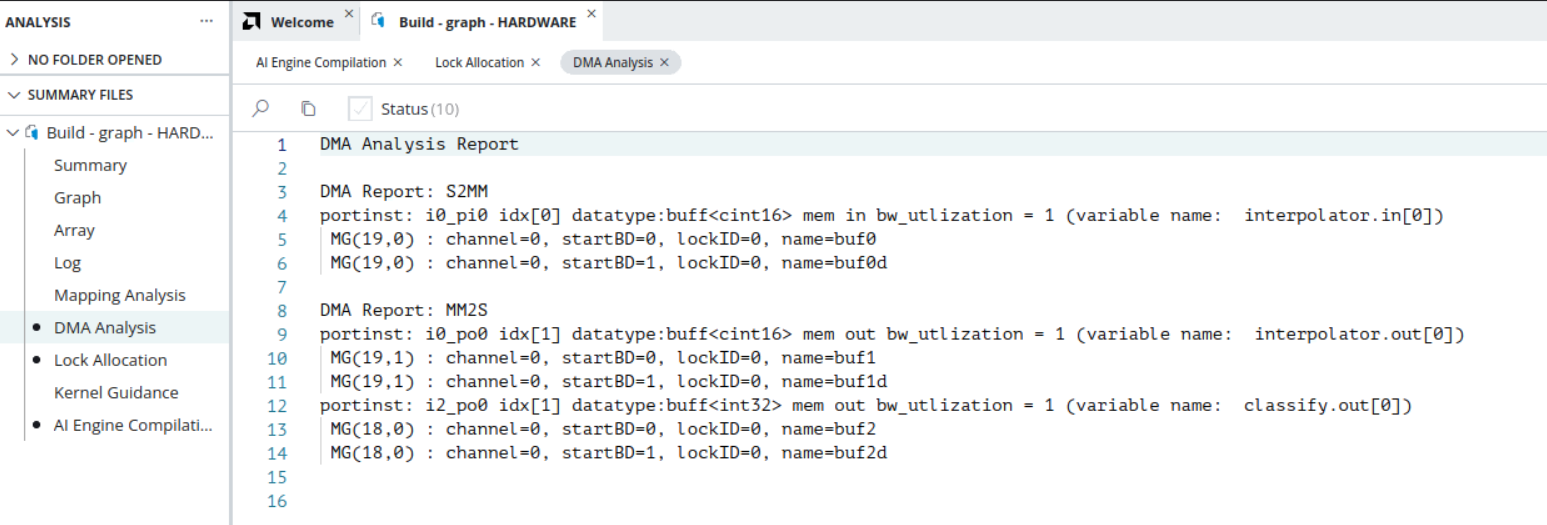 ANALYSIS ...
NO FOLDER OPENED
SUMMARY FILES
Build - graph - HARD...
Summary
Graph
Array
Log
Mapping Analysis
DMA Analysis
Lock Allocation
Kernel Guidance
AI Engine Compilati...
Welcome
Build - graph - HARDWARE
AI Engine Compilation
Lock Allocation
DMA Analysis
Status (10)
1 DMA Analysis Report
2
3 DMA Report: S2MM
4 portinst: i0_pi0 idx[0] datatype:buff<cint16> mem in bw_utlization = 1 (variable name:  interpolator.in[0])
5 MG(19,0) : channel=0, startBD=0, lockID=0, name=buf0
6 MG(19,0) : channel=0, startBD=1, lockID=0, name=buf0d
7
8 DMA Report: MM2S
9 portinst: i0_po0 idx[1] datatype:buff<cint16> mem out bw_utlization = 1 (variable name:  interpolator.out[0])
10 MG(19,1) : channel=0, startBD=0, lockID=0, name=buf1
11 MG(19,1) : channel=0, startBD=1, lockID=0, name=buf1d
12 portinst: i2_po0 idx[1] datatype:buff<int32> mem out bw_utlization = 1 (variable name:  classify.out[0])
13 MG(18,0) : channel=0, startBD=0, lockID=0, name=buf2
14 MG(18,0) : channel=0, startBD=1, lockID=0, name=buf2d
15
16